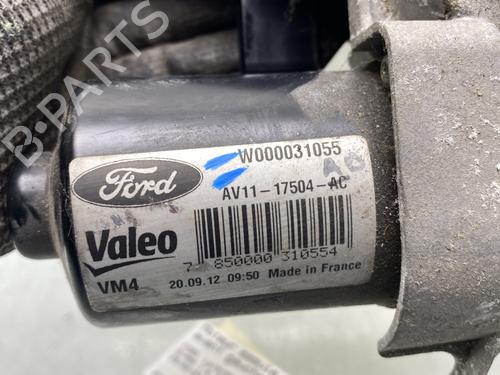 B-PARTS
Ford
W000031055
AV11-17504-AC
Valeo
7 850000 310554
VM4
20.09.12 09:50 Made in France